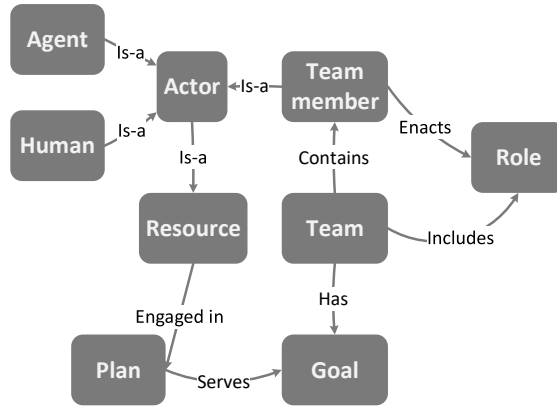 Agent
Is-a
Actor
Is-a
Team
member
Human
Is-a
Enacts
Role
Is-a
Contains
Resource
Team
Includes
Engaged in
Has
Plan
Serves
Goal